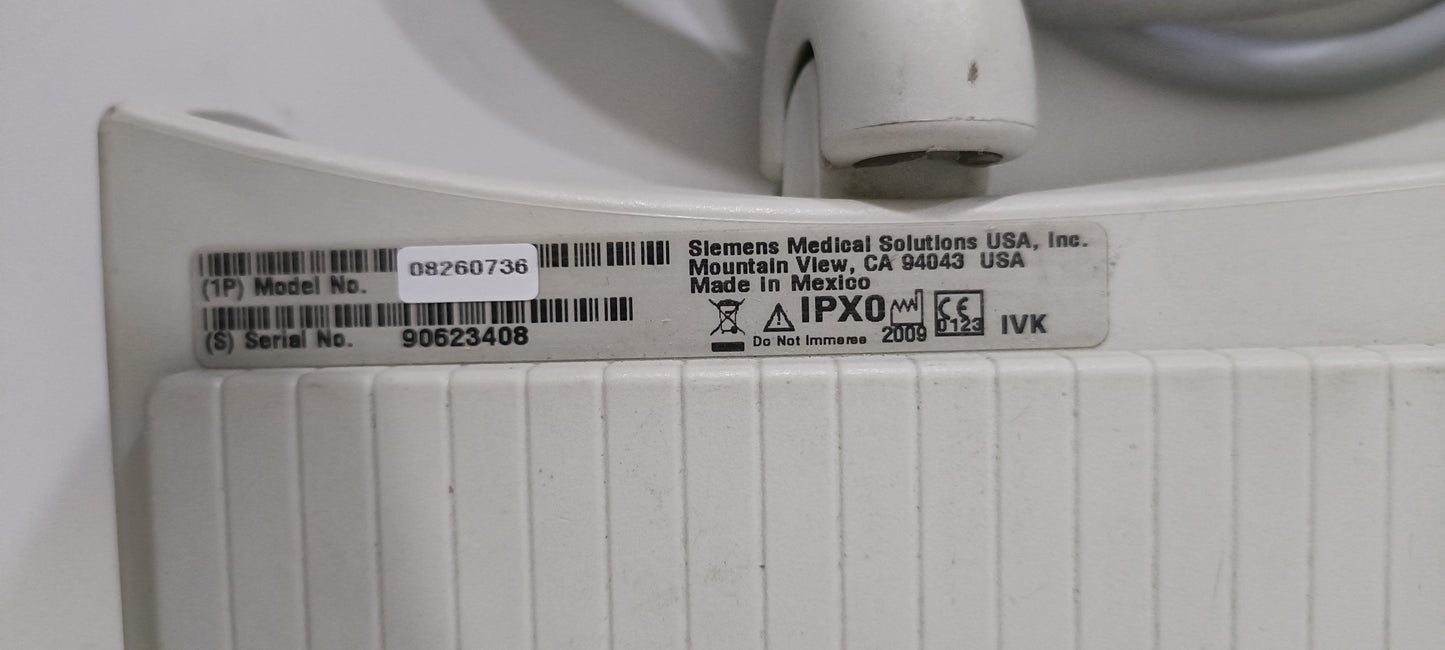 (1P) Model No. 08260736
(S) Serial No. 90623408
Siemens Medical Solutions USA, Inc.
Mountain View, CA 94043 USA
Made in Mexico
IPX0
Do Not Immerse
2009
CE
0123
IVK